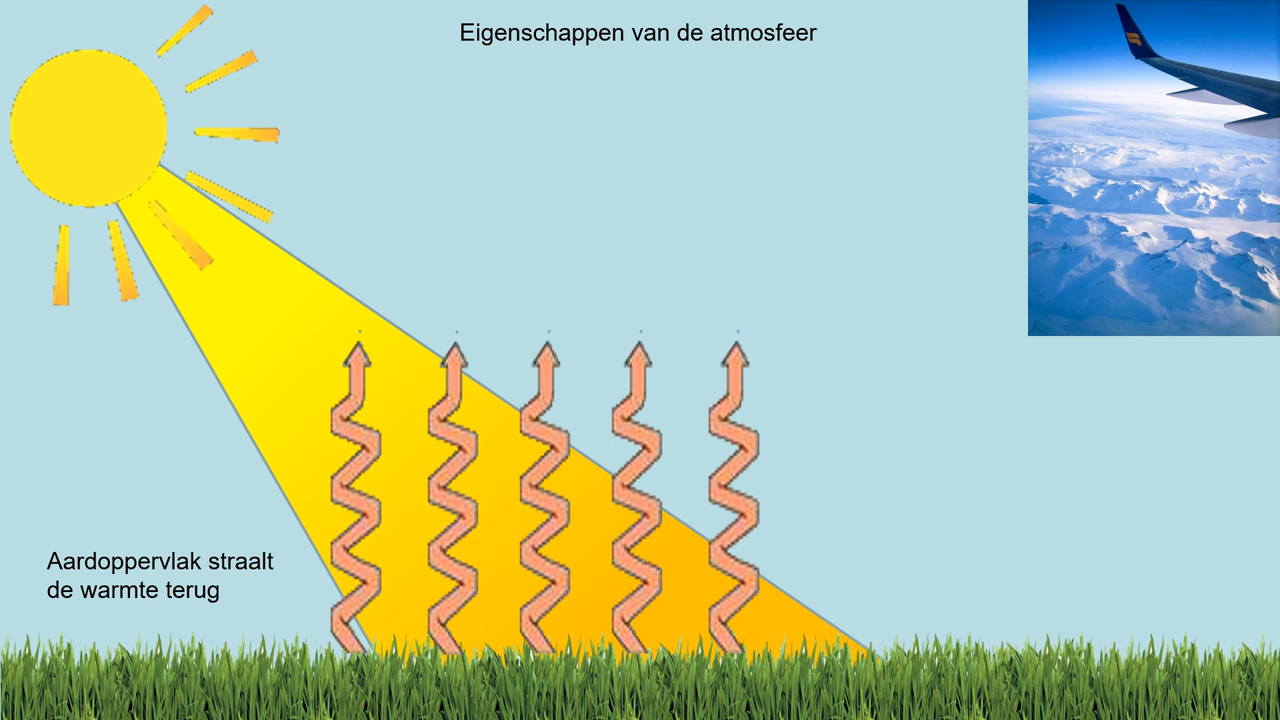 Eigenschappen van de atmosfeer
Aardoppervlak straalt
de warmte terug